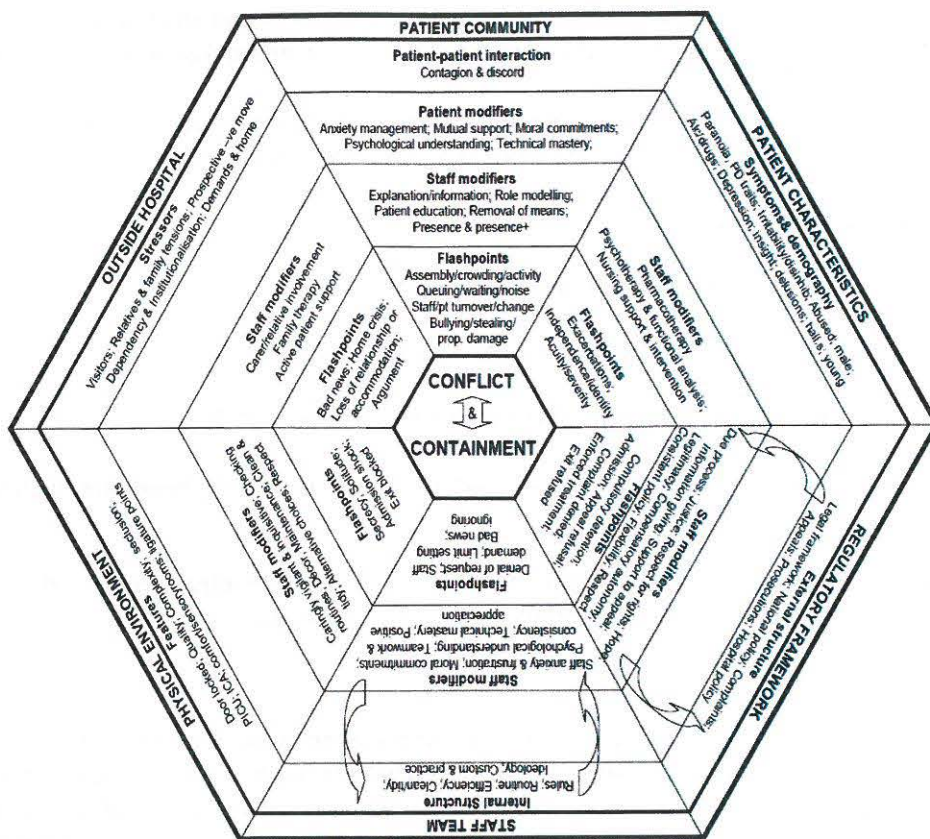 PATIENT COMMUNITY
Patient-patient interaction
Contagion & discord
Patient modifiers
Anxiety management; Mutual support; Moral commitments;
Psychological understanding; Technical mastery;
Staff modifiers
Explanation/information; Role modelling;
Patient education; Removal of means;
Presence & presence+
Flashpoints
Assembly/crowding/activity
Queuing/waiting/noise
Staff/pt turnover/change
Bullying/stealing/
prop. damage
PATIENT CHARACTERISTICS
Symptoms& demography
Paranoia, PD traits; Irritability/disinhib; Abused; male;
Alc/drugs; Depression; insight; delusions; hall.s; young
Staff modifiers
Pharmacotherapy
Psychotherapy & functional analysis;
Nursing support & intervention
Flashpoints
Exacerbations;
Independence/identity
Acuity/severity
REGULATORY FRAMEWORK
External structure
Legal framework; National policy; Complaints;
Appeals; Prosecutions; Hospital policy
Staff modifiers
Due process; Justice; Respect for rights; Hope
Information giving; Support to appeal;
Legitimacy; Compensatory autonomy;
Consistent policy; Flexibility; Respect
Flashpoints
Compulsory detention;
Admission; Appeal refusal;
Complaint denied;
Enforced treatment;
Exit refused
STAFF TEAM
Internal Structure
Rules; Routine; Efficiency; Clean/tidy;
Ideology; Custom & practice
Staff modifiers
Staff anxiety & frustration; Moral commitments;
Psychological understanding; Teamwork &
consistency; Technical mastery; Positive
appreciation
Flashpoints
Denial of request; Staff
demand; Limit setting
Bad news;
ignoring
PHYSICAL ENVIRONMENT
Features
Door locked; Quality; Complexity; seclusion;
PICU; ICA, comfort/sensoryrooms; ligature points
Staff modifiers
Caringly vigilant & inquisitive; Checking
routines, Décor, Maintenance; Clean &
tidy; Alternative choices; Respect
Flashpoints
Secrecy; Solitude;
Admission shock;
Exit blocked
OUTSIDE HOSPITAL
Stressors
Visitors; Relatives & family tensions; Prospective –ve move
Dependency & Institutionalisation; Demands & home
Staff modifiers
Carer/relative involvement
Family therapy
Active patient support
Flashpoints
Bad news; Home crisis;
Loss of relationship or
accommodation;
Argument
CONFLICT
&
CONTAINMENT